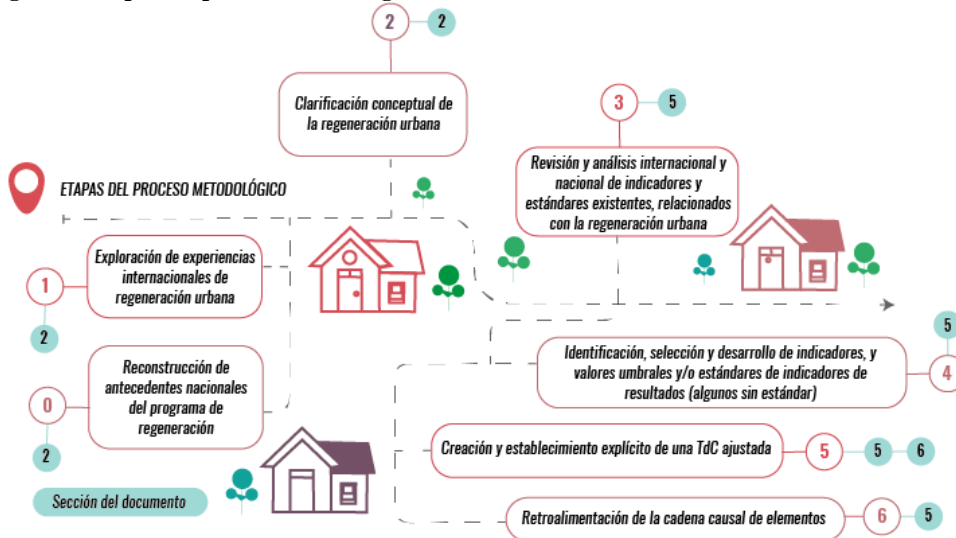 2 2
Clarificación conceptual de
la regeneración urbana
3 5
Revisión y análisis internacional y
nacional de indicadores y
estándares existentes, relacionados
con la regeneración urbana
ETAPAS DEL PROCESO METODOLÓGICO
Exploración de experiencias
internacionales de
regeneración urbana
1
2
Reconstrucción de
antecedentes nacionales
del programa de
regeneración
0
2
Identificación, selección y desarrollo de indicadores, y
valores umbrales y/o estándares de indicadores de
resultados (algunos sin estándar)
5
4
Creación y establecimiento explícito de una TdC ajustada
5 5 6
Sección del documento
Retroalimentación de la cadena causal de elementos
6 5